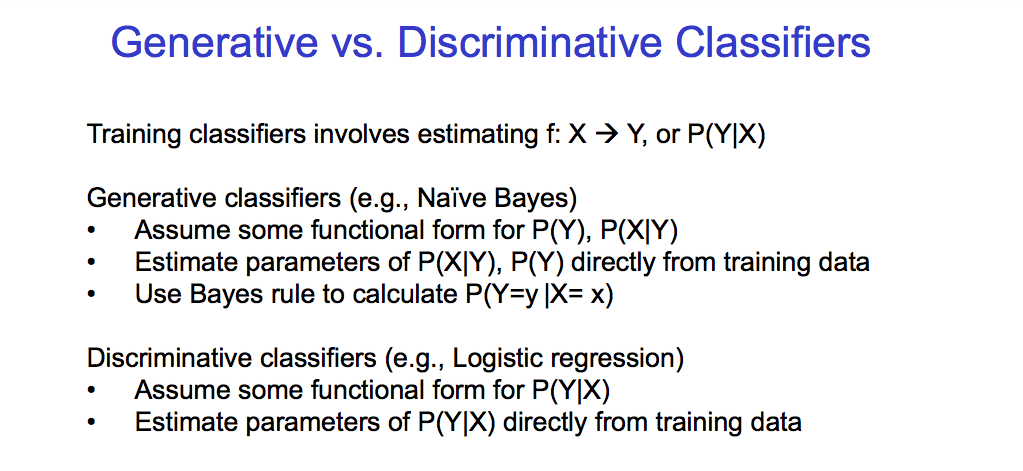 Generative vs. Discriminative Classifiers
Training classifiers involves estimating f: X → Y, or P(Y|X)
Generative classifiers (e.g., Naïve Bayes)
• Assume some functional form for P(Y), P(X|Y)
• Estimate parameters of P(X|Y), P(Y) directly from training data
• Use Bayes rule to calculate P(Y=y |X= x)
Discriminative classifiers (e.g., Logistic regression)
• Assume some functional form for P(Y|X)
• Estimate parameters of P(Y|X) directly from training data